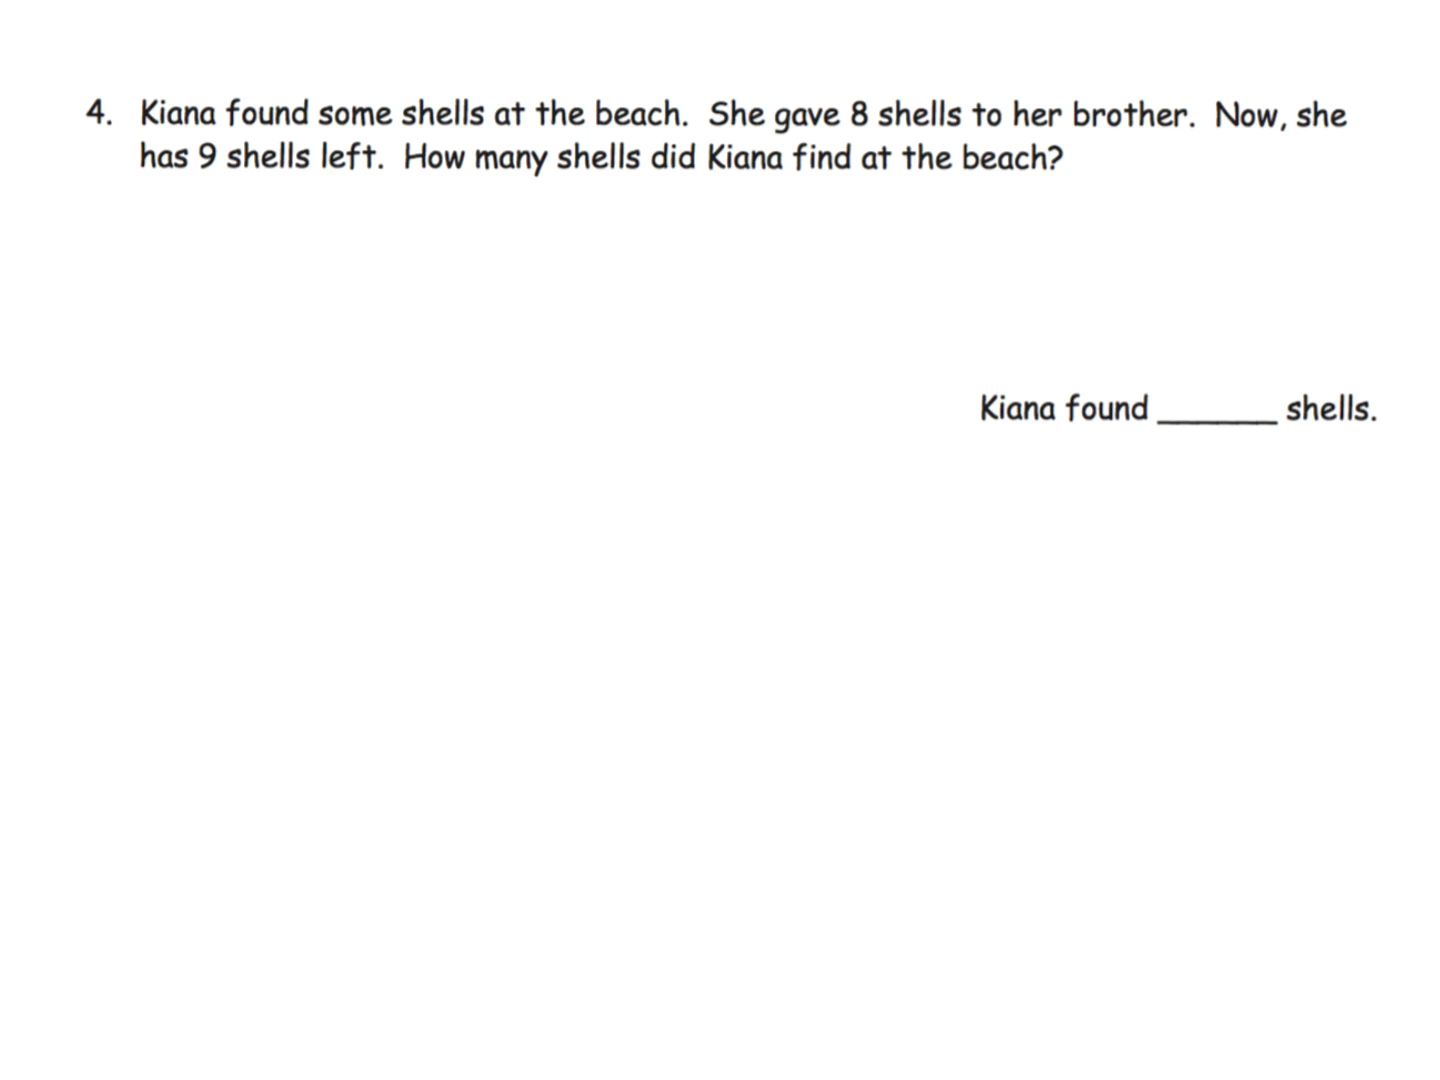 4. Kiana found some shells at the beach. She gave 8 shells to her brother. Now, she
has 9 shells left. How many shells did Kiana find at the beach?
Kiana found ______ shells.